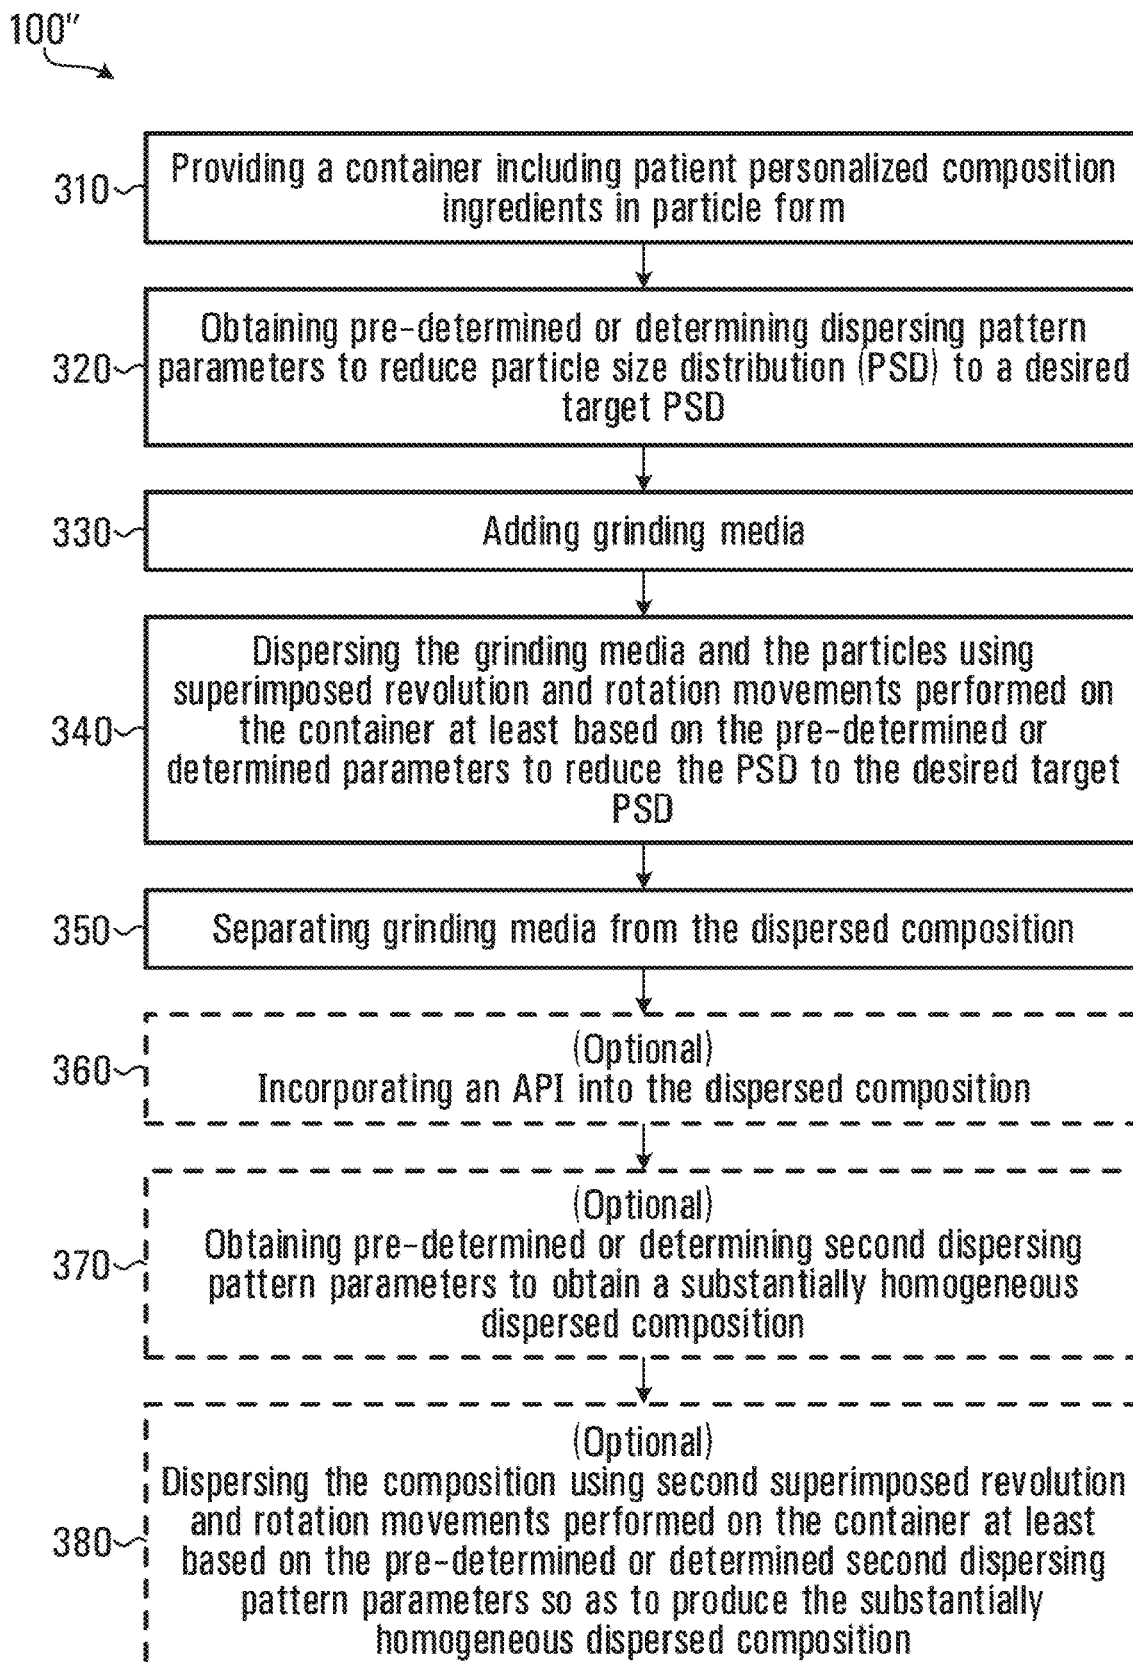 100"
310
Providing a container including patient personalized composition
ingredients in particle form
320
Obtaining pre-determined or determining dispersing pattern
parameters to reduce particle size distribution (PSD) to a desired
target PSD
330
Adding grinding media
340
Dispersing the grinding media and the particles using
superimposed revolution and rotation movements performed on
the container at least based on the pre-determined or
determined parameters to reduce the PSD to the desired target
PSD
350
Separating grinding media from the dispersed composition
360
(Optional)
Incorporating an API into the dispersed composition
370
(Optional)
Obtaining pre-determined or determining second dispersing
pattern parameters to obtain a substantially homogeneous
dispersed composition
380
(Optional)
Dispersing the composition using second superimposed revolution
and rotation movements performed on the container at least
based on the pre-determined or determined second dispersing
pattern parameters so as to produce the substantially
homogeneous dispersed composition